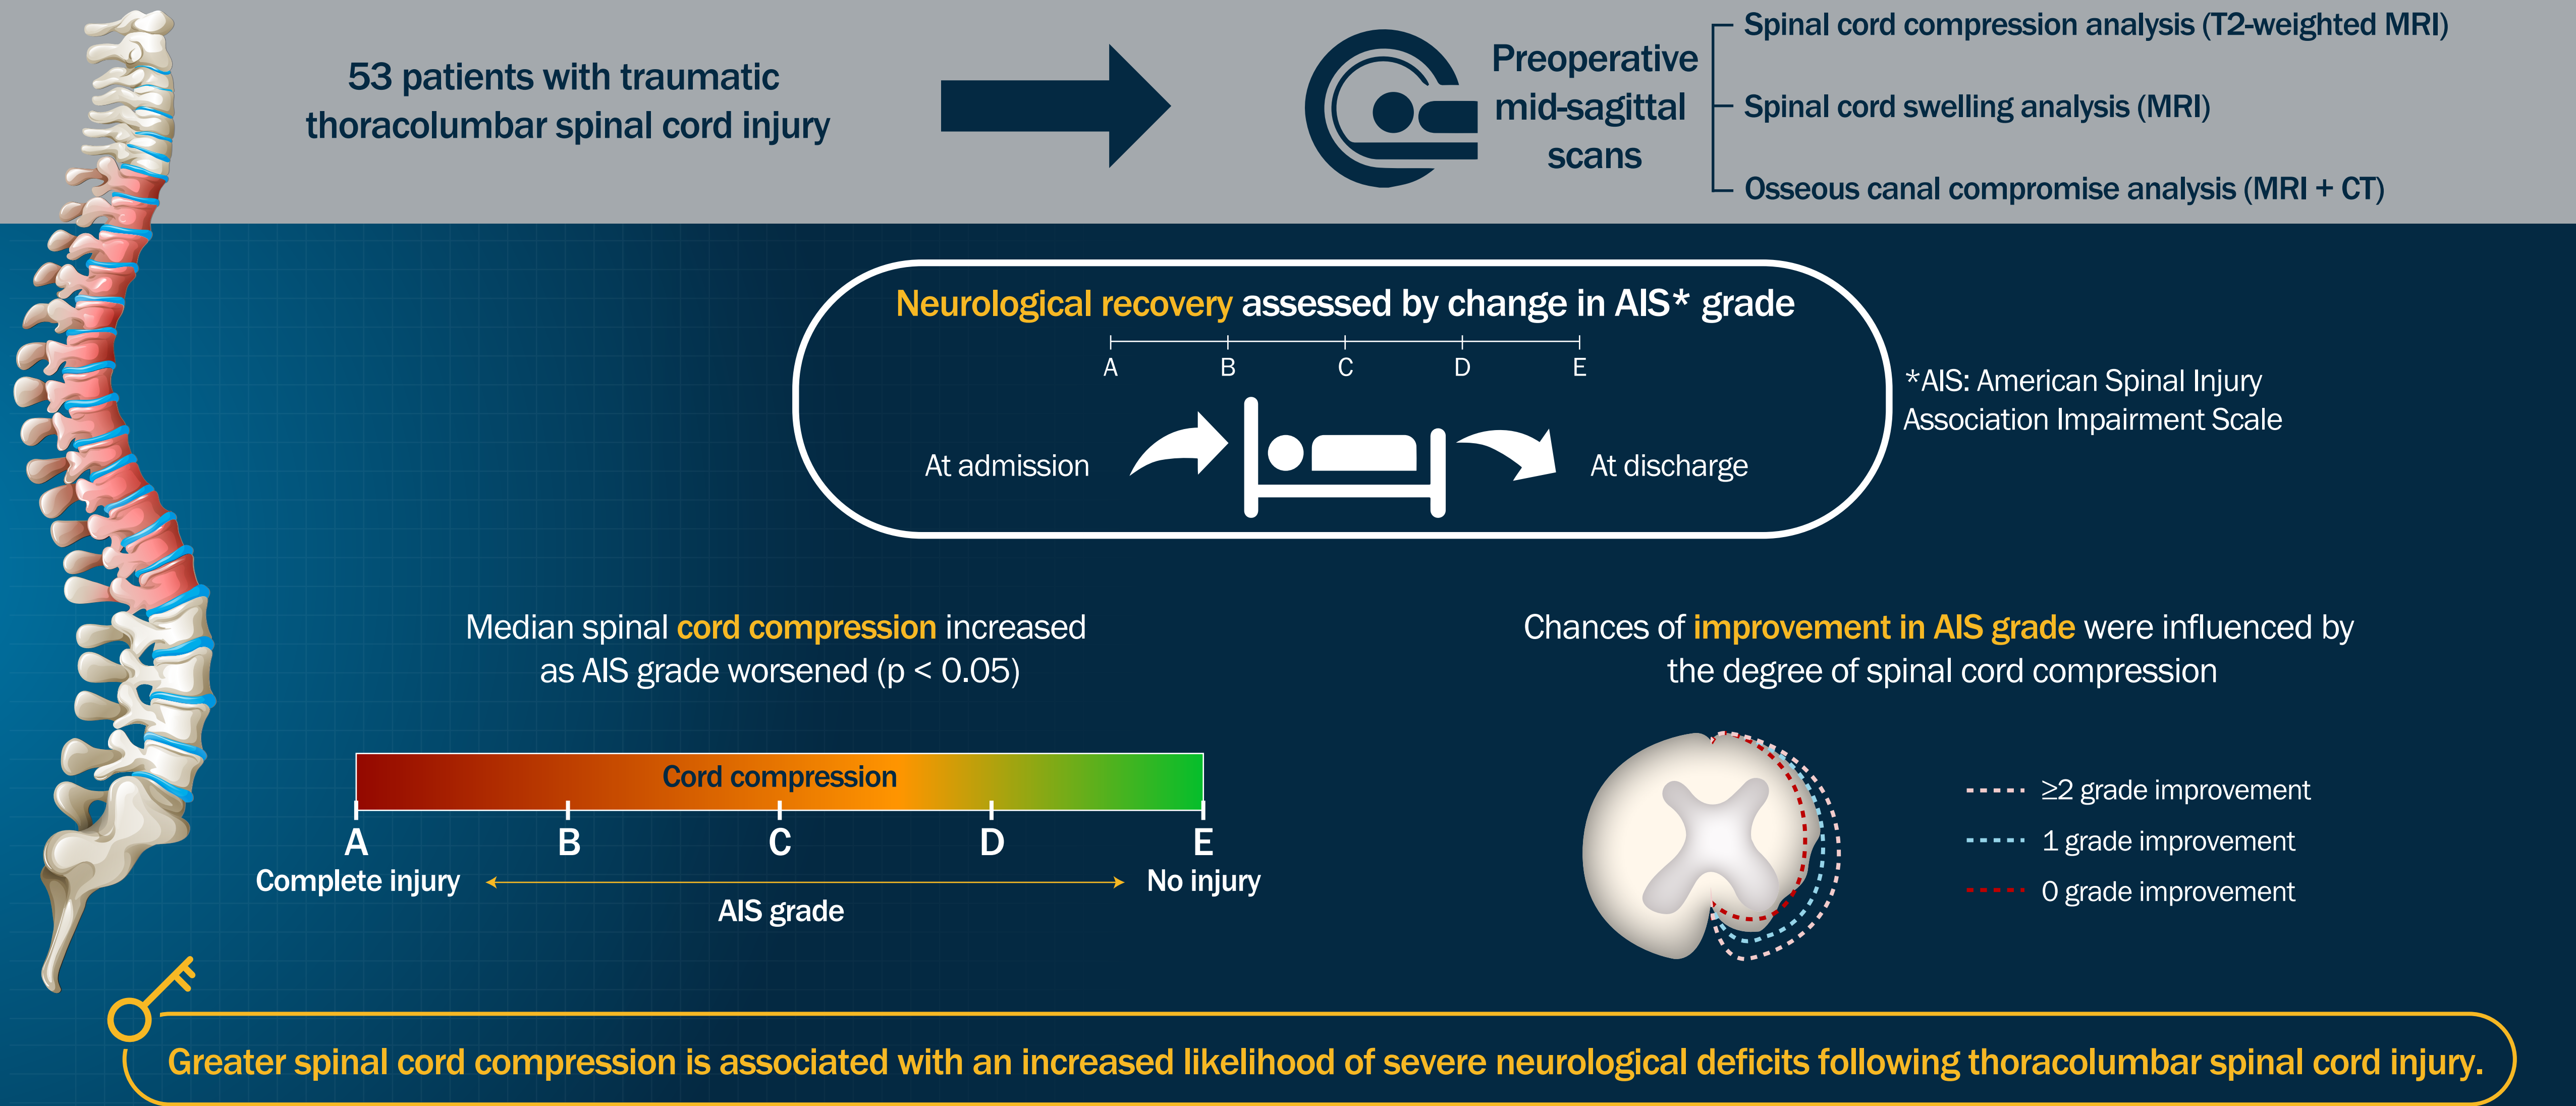 53 patients with traumatic
thoracolumbar spinal cord injury
Preoperative
mid-sagittal
scans
Spinal cord compression analysis (T2-weighted MRI)
Spinal cord swelling analysis (MRI)
Osseous canal compromise analysis (MRI + CT)
Neurological recovery assessed by change in AIS* grade
A B C D E
At admission
At discharge
*AIS: American Spinal Injury
Association Impairment Scale
Median spinal cord compression increased
as AIS grade worsened (p < 0.05)
Cord compression
A B C D E
Complete injury
No injury
AIS grade
Chances of improvement in AIS grade were influenced by
the degree of spinal cord compression
≥2 grade improvement
1 grade improvement
0 grade improvement
Greater spinal cord compression is associated with an increased likelihood of severe neurological deficits following thoracolumbar spinal cord injury.